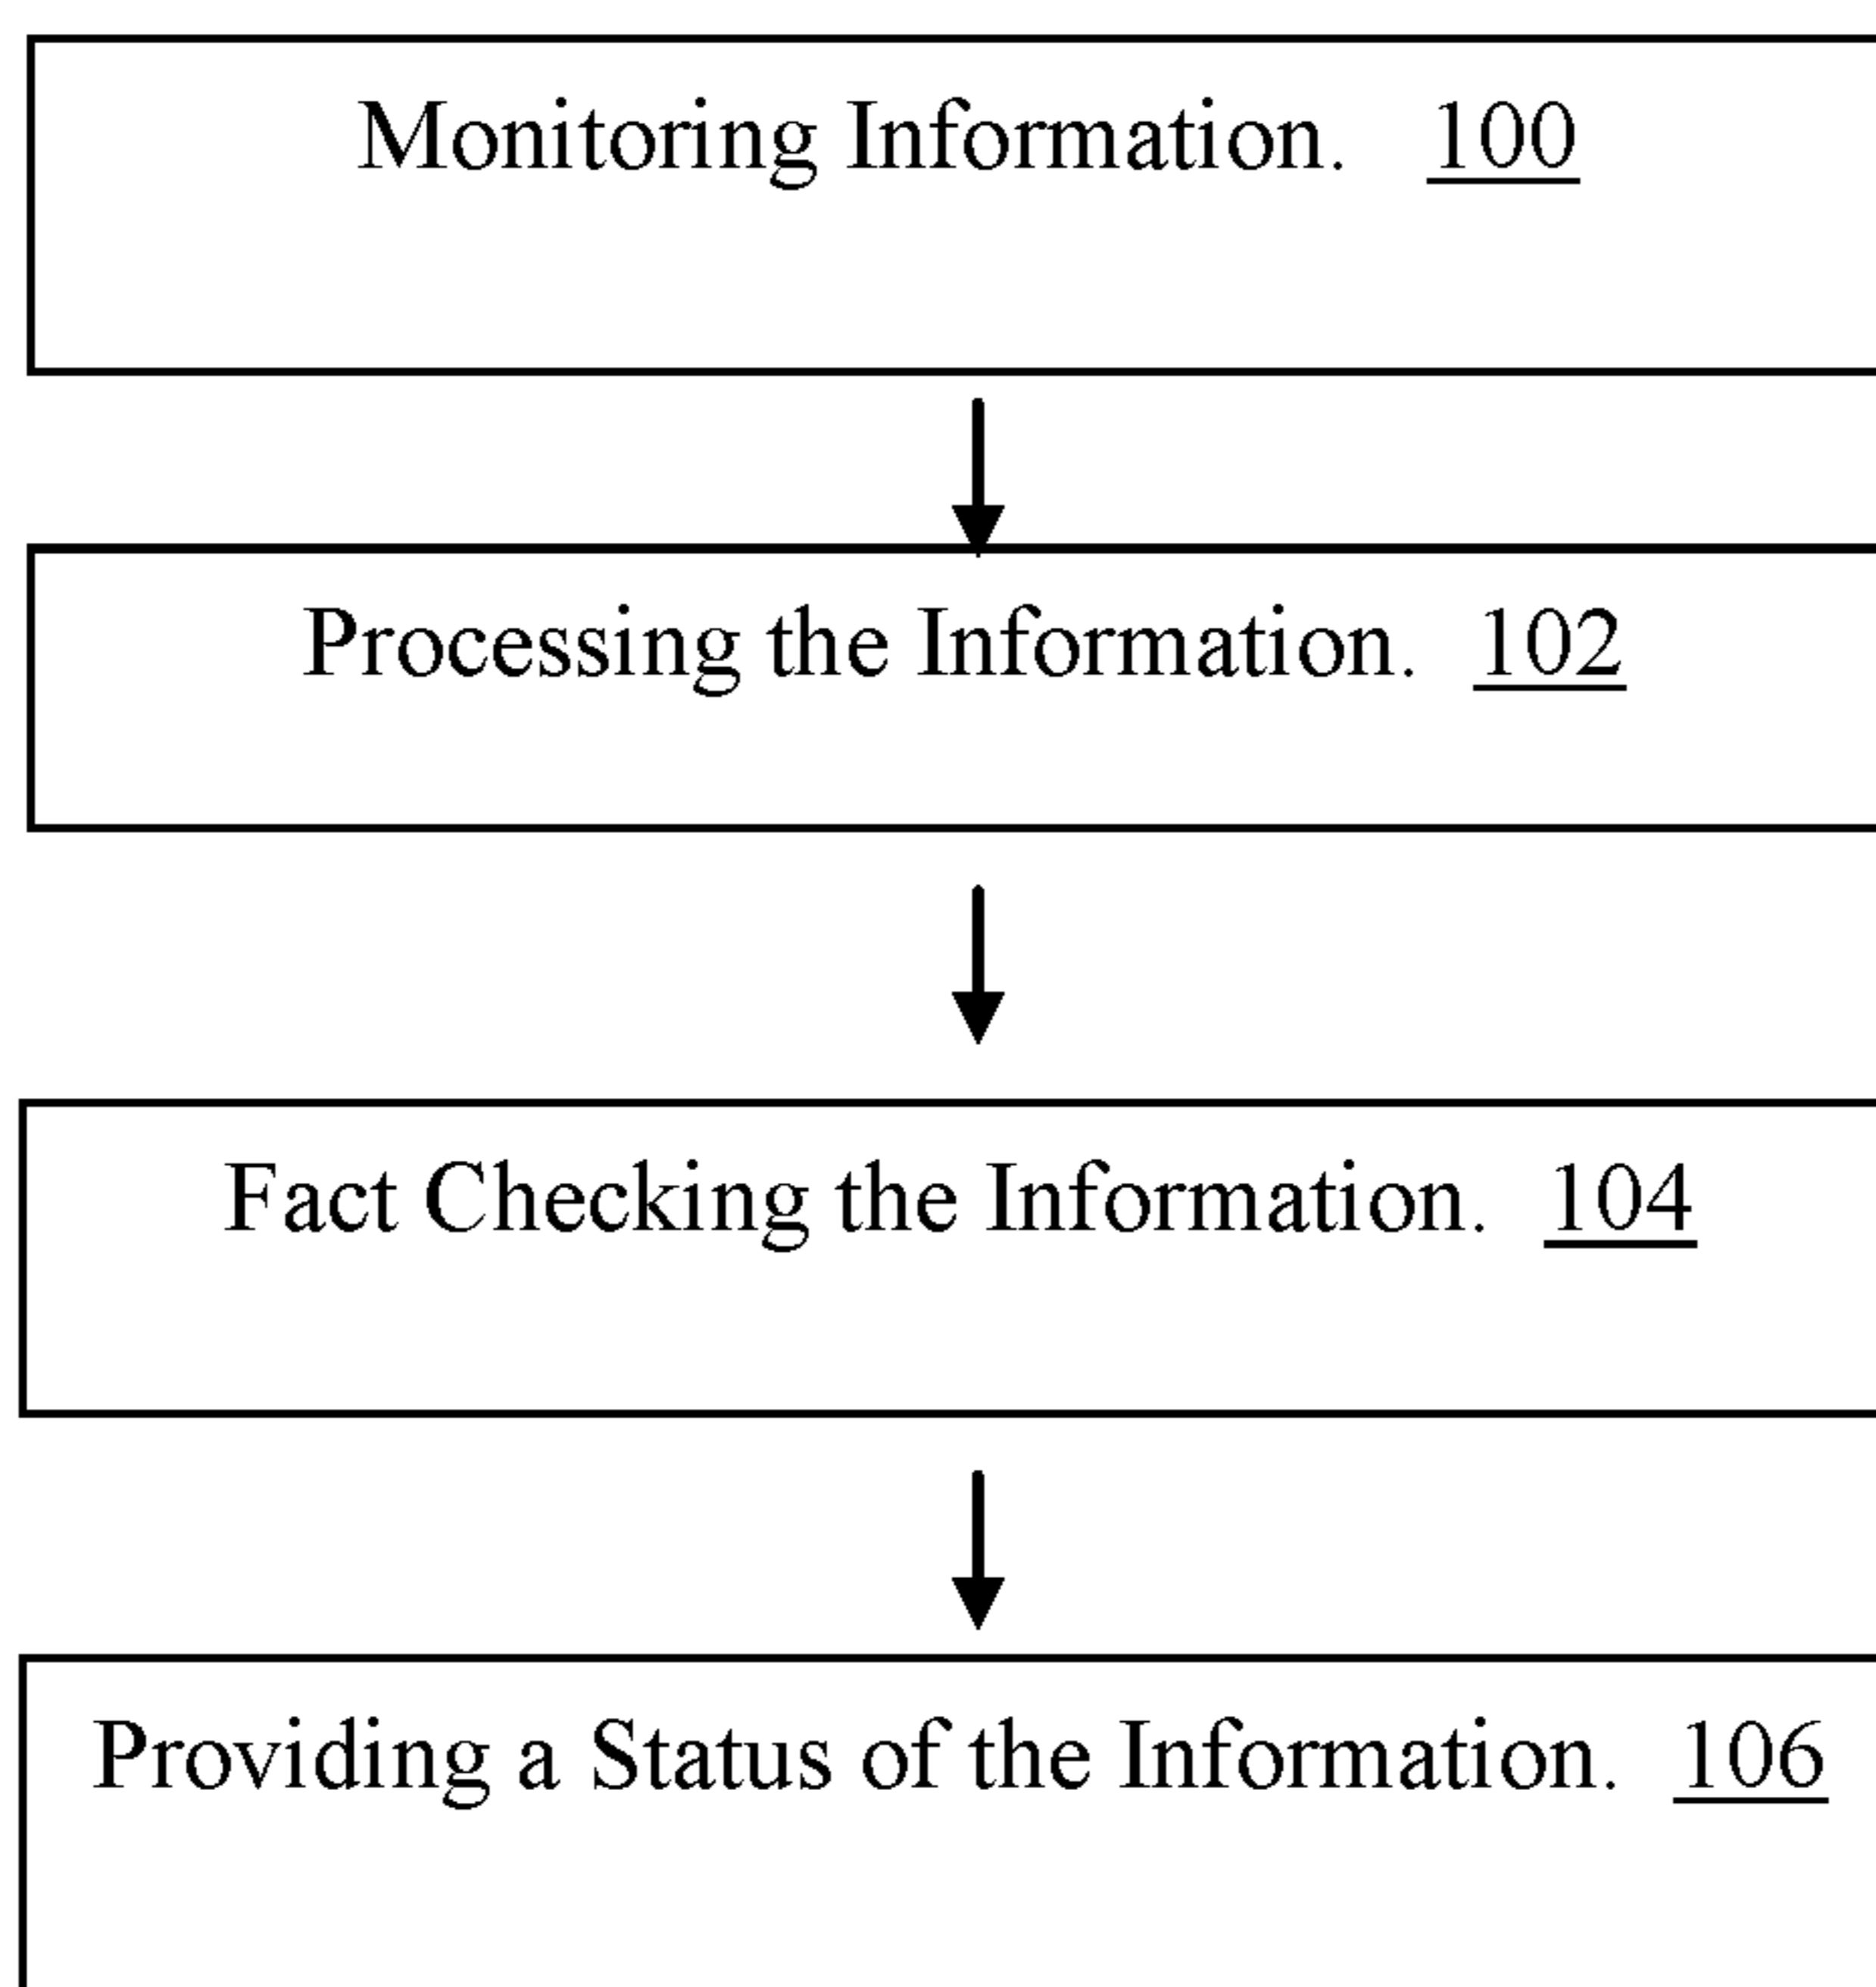 Monitoring Information. 100
Processing the Information. 102
Fact Checking the Information. 104
Providing a Status of the Information. 106